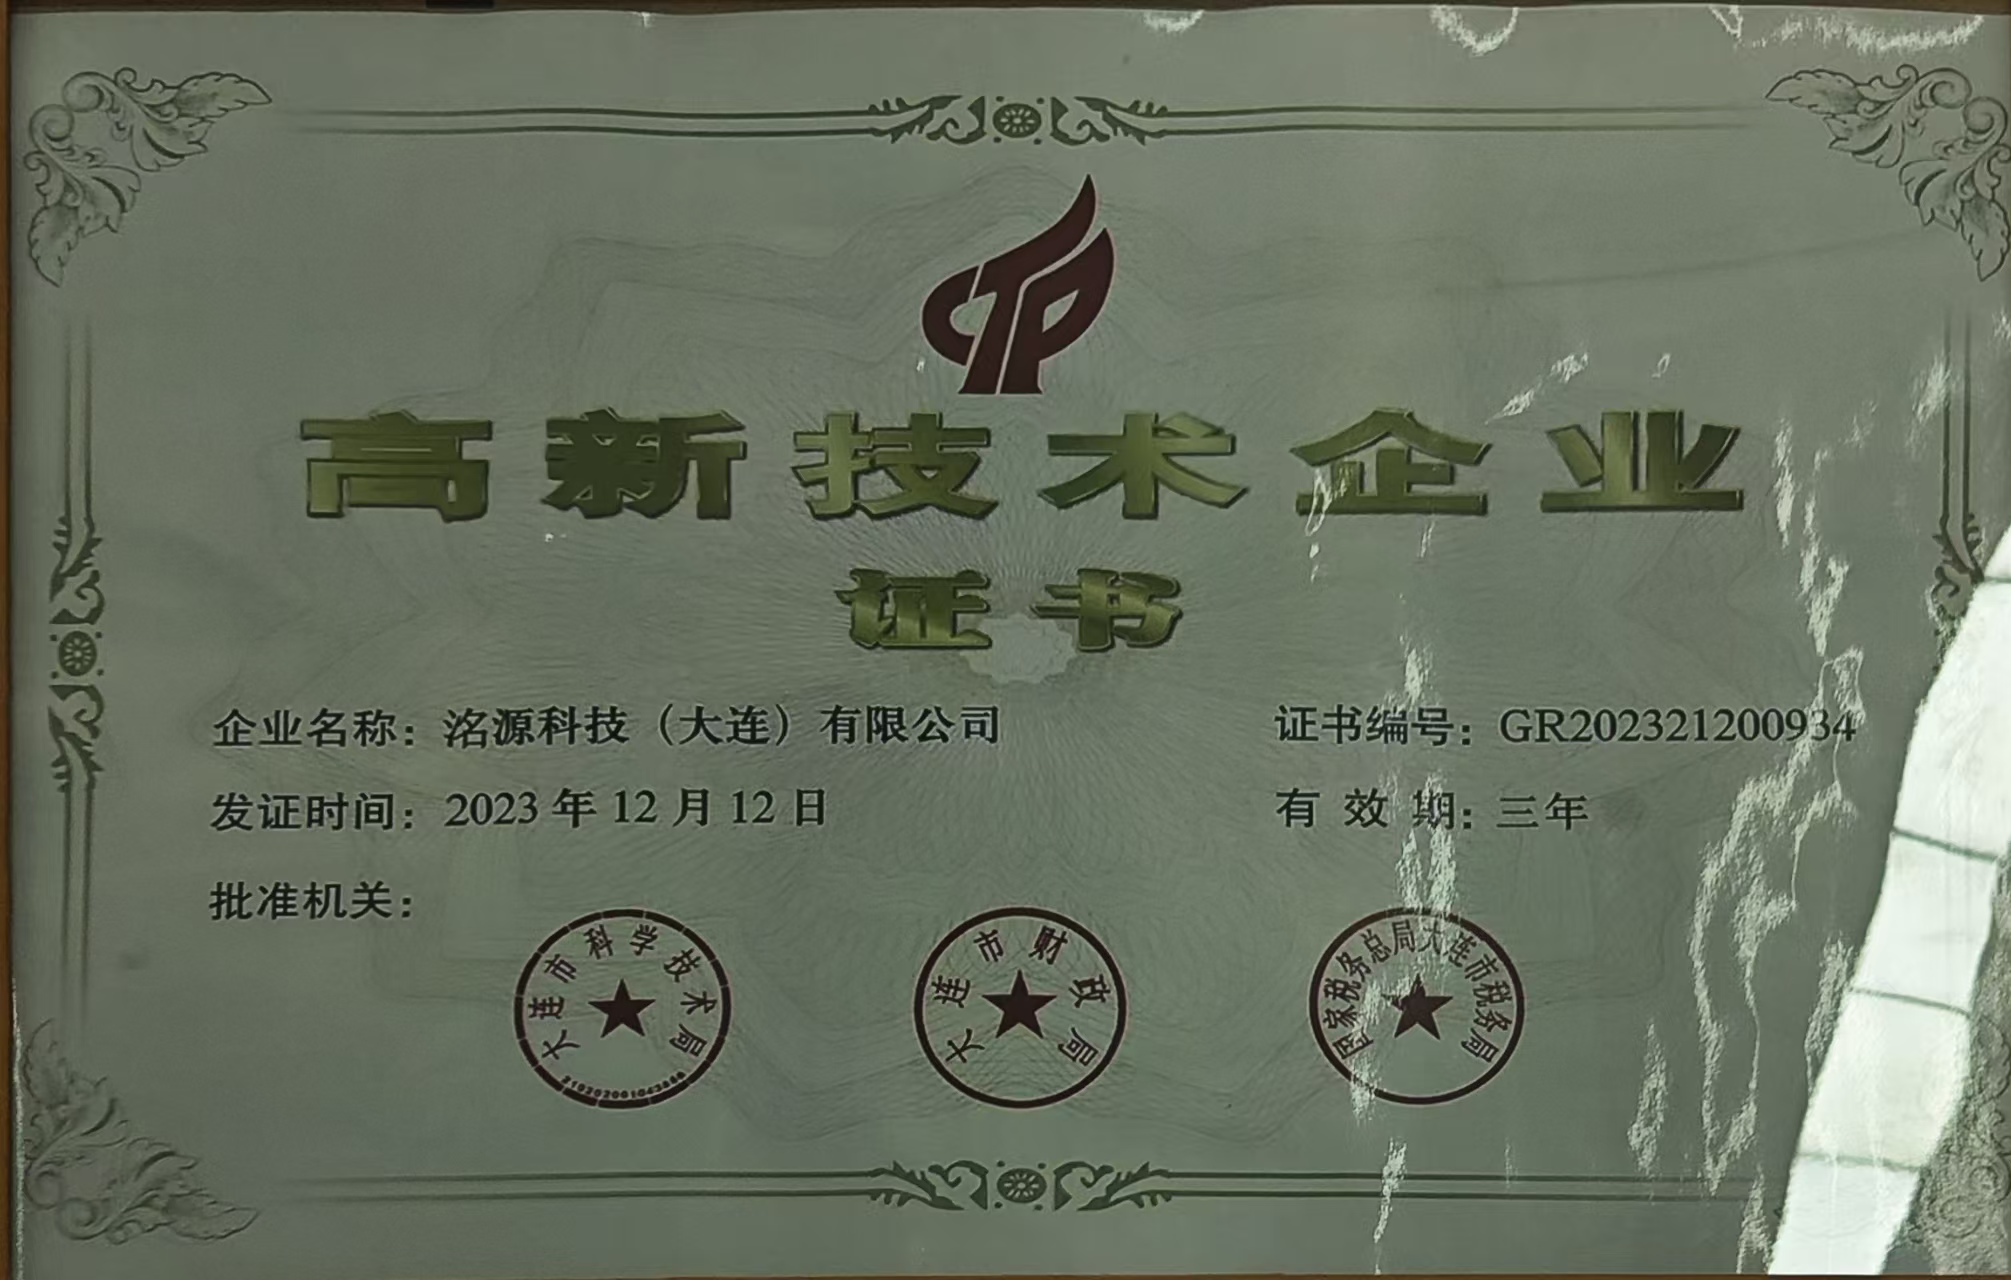 高新技术企业
证书
企业名称：洺源科技（大连）有限公司
证书编号：GR202321200934
发证时间：2023年12月12日
有效期：三年
批准机关：
大连市科学技术局
大连市财政局
国家税务总局大连市税务局